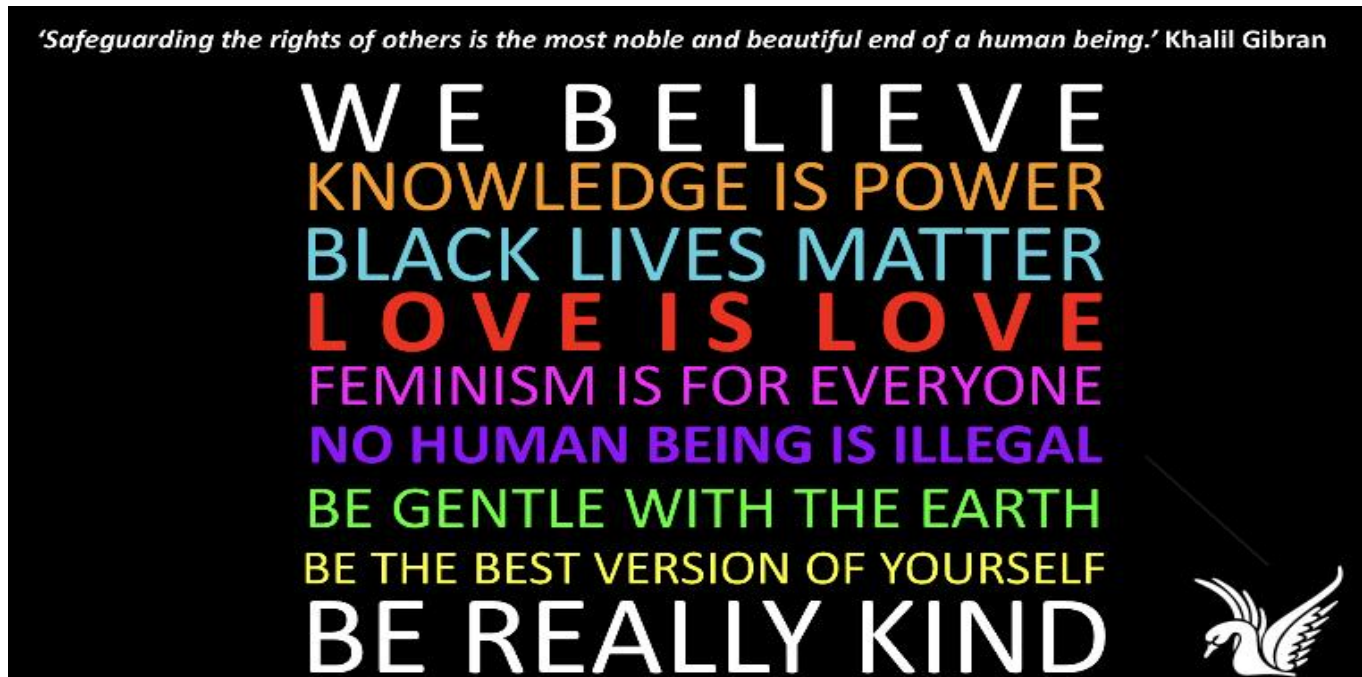 ‘Safeguarding the rights of others is the most noble and beautiful end of a human being.’ Khalil Gibran
WE BELIEVE
KNOWLEDGE IS POWER
BLACK LIVES MATTER
LOVE IS LOVE
FEMINISM IS FOR EVERYONE
NO HUMAN BEING IS ILLEGAL
BE GENTLE WITH THE EARTH
BE THE BEST VERSION OF YOURSELF
BE REALLY KIND